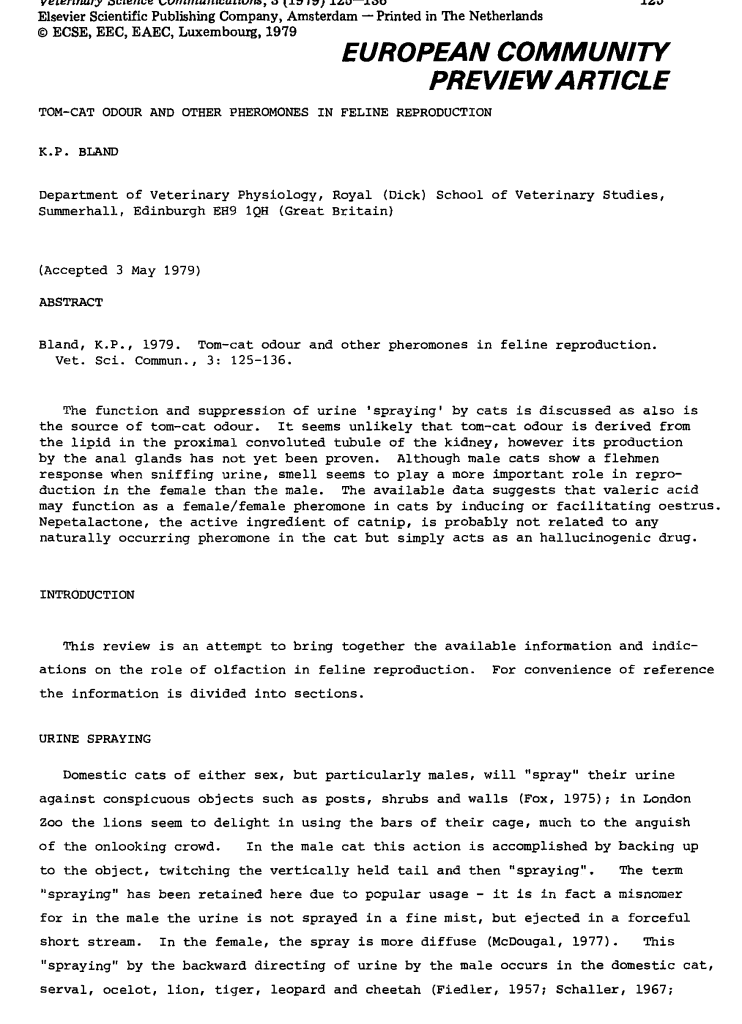 Veterinary Science Communications, 3 (1979) 125—136 125
Elsevier Scientific Publishing Company, Amsterdam — Printed in The Netherlands
© ECSE, EEC, EAEC, Luxembourg, 1979
EUROPEAN COMMUNITY
PREVIEW ARTICLE
TOM-CAT ODOUR AND OTHER PHEROMONES IN FELINE REPRODUCTION
K.P. BLAND
Department of Veterinary Physiology, Royal (Dick) School of Veterinary Studies,
Summerhall, Edinburgh EH9 1QH (Great Britain)
(Accepted 3 May 1979)
ABSTRACT
Bland, K.P., 1979. Tom-cat odour and other pheromones in feline reproduction.
Vet. Sci. Commun., 3: 125-136.
The function and suppression of urine 'spraying' by cats is discussed as also is
the source of tom-cat odour. It seems unlikely that tom-cat odour is derived from
the lipid in the proximal convoluted tubule of the kidney, however its production
by the anal glands has not yet been proven. Although male cats show a flehmen
response when sniffing urine, smell seems to play a more important role in repro-
duction in the female than the male. The available data suggests that valeric acid
may function as a female/female pheromone in cats by inducing or facilitating oestrus.
Nepetalactone, the active ingredient of catnip, is probably not related to any
naturally occurring pheromone in the cat but simply acts as an hallucinogenic drug.
INTRODUCTION
This review is an attempt to bring together the available information and indic-
ations on the role of olfaction in feline reproduction. For convenience of reference
the information is divided into sections.
URINE SPRAYING
Domestic cats of either sex, but particularly males, will "spray" their urine
against conspicuous objects such as posts, shrubs and walls (Fox, 1975); in London
Zoo the lions seem to delight in using the bars of their cage, much to the anguish
of the onlooking crowd. In the male cat this action is accomplished by backing up
to the object, twitching the vertically held tail and then "spraying". The term
"spraying" has been retained here due to popular usage - it is in fact a misnomer
for in the male the urine is not sprayed in a fine mist, but ejected in a forceful
short stream. In the female, the spray is more diffuse (McDougal, 1977). This
"spraying" by the backward directing of urine by the male occurs in the domestic cat,
serval, ocelot, lion, tiger, leopard and cheetah (Fiedler, 1957; Schaller, 1967;